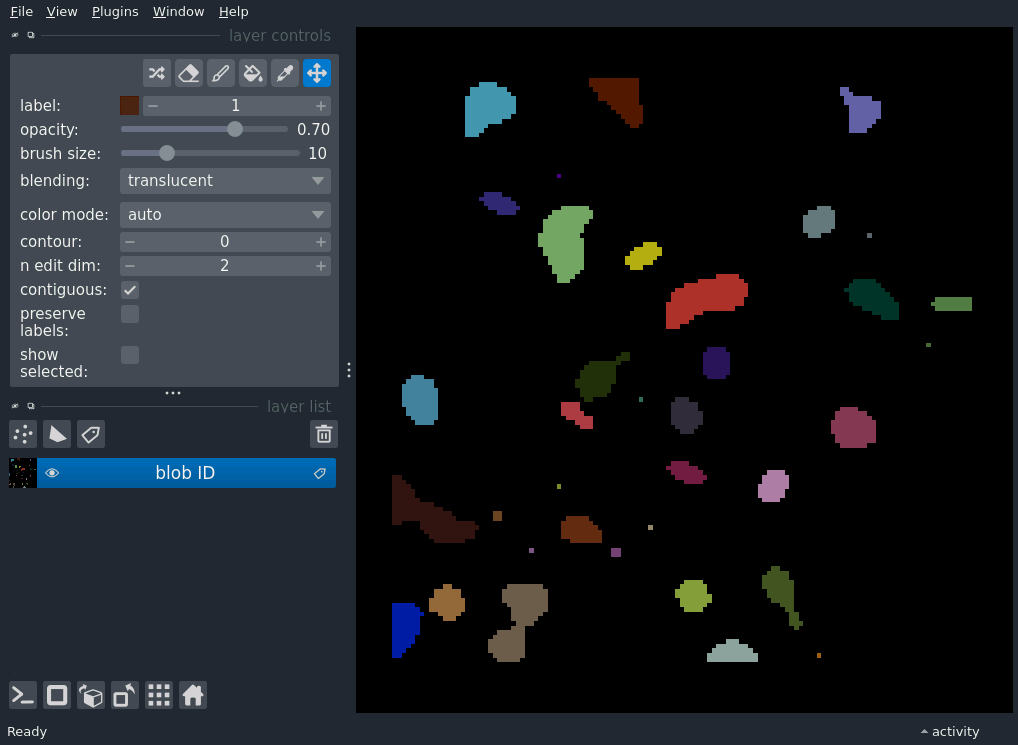 File View Plugins Window Help
layer controls
label: 1
opacity: 0.70
brush size: 10
blending: translucent
color mode: auto
contour: 0
n edit dim: 2
contiguous:
preserve
labels:
show
selected:
layer list
blob ID
Ready
activity